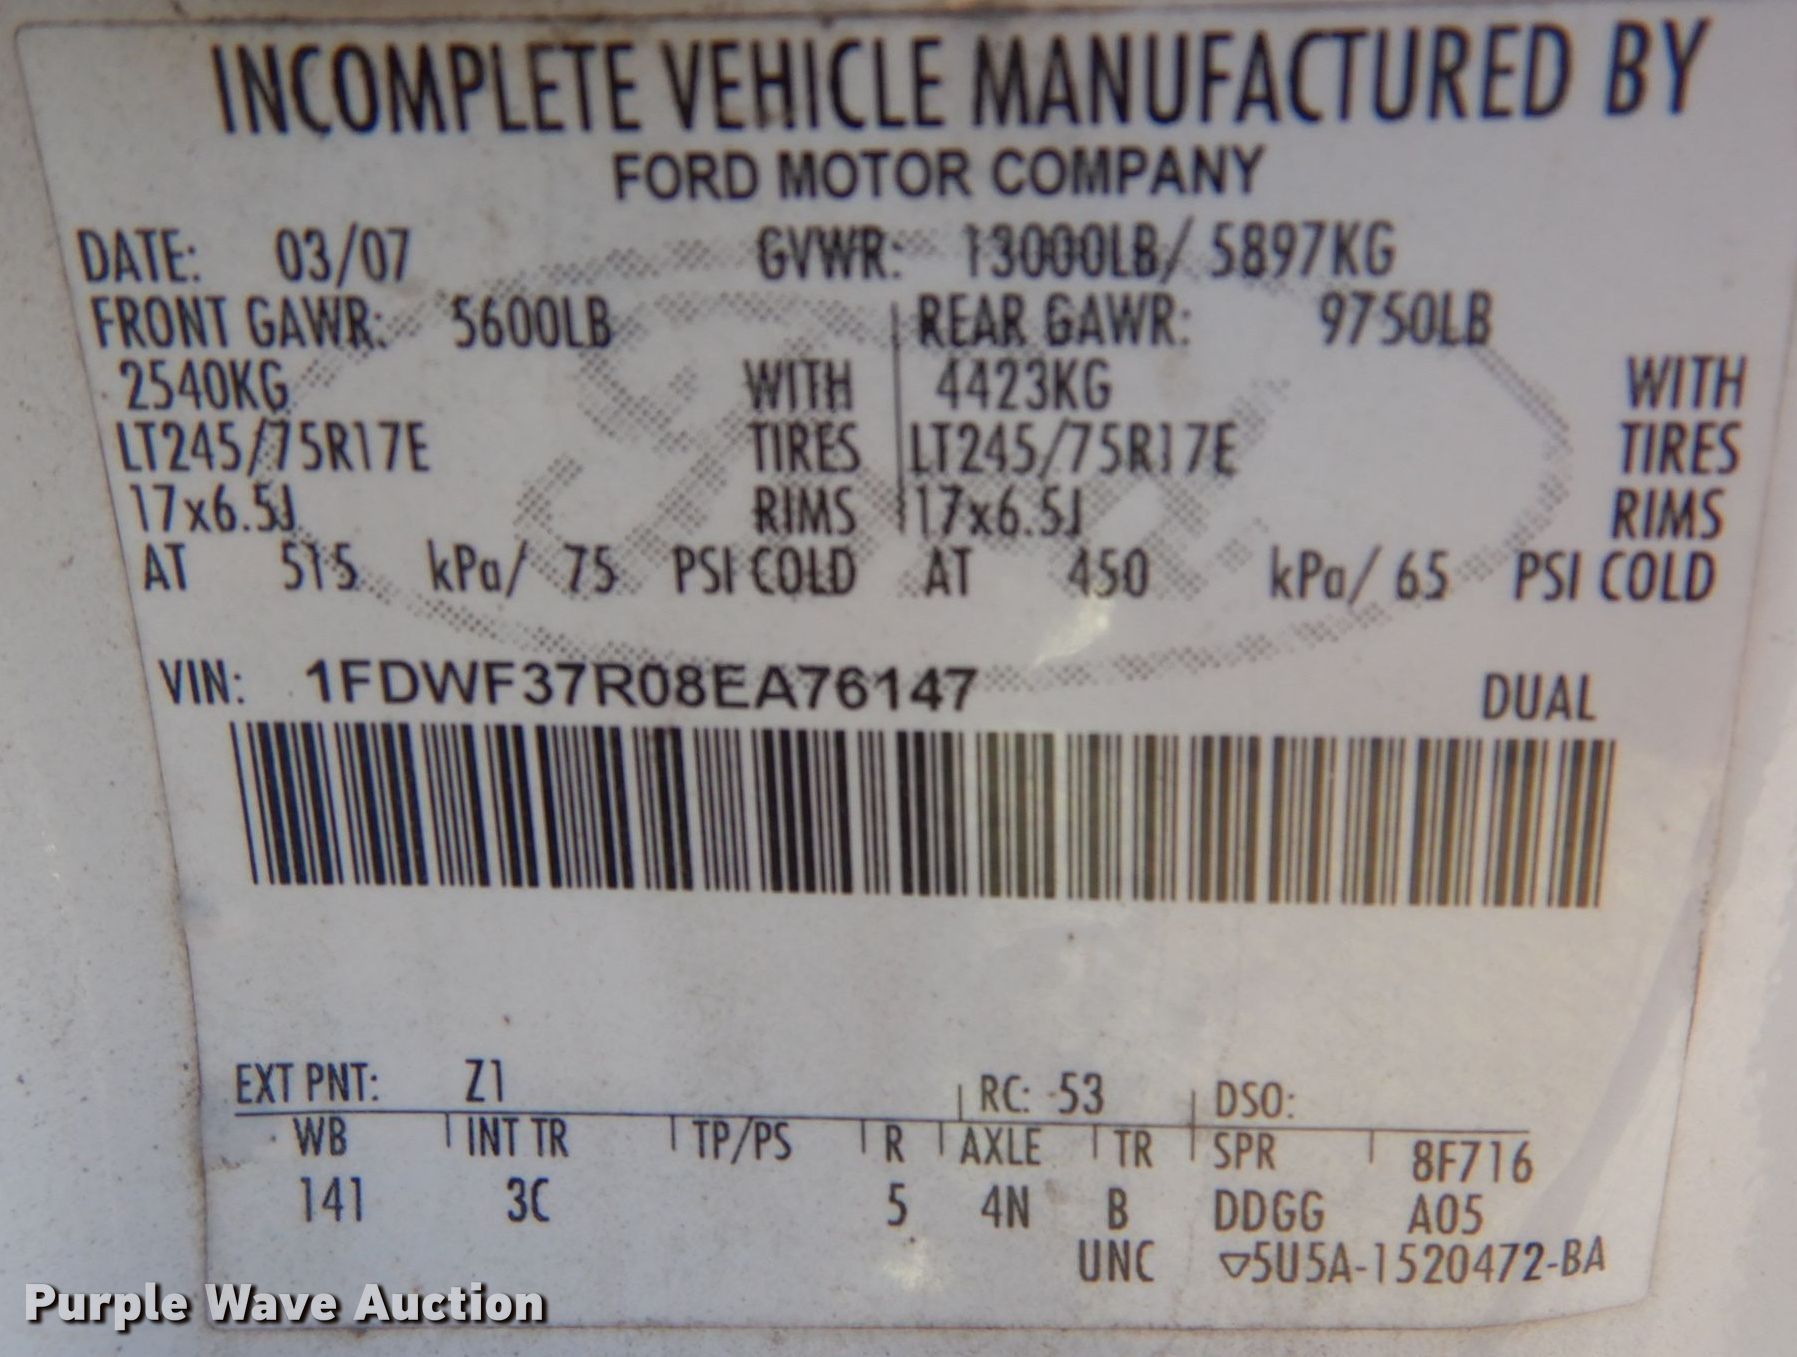 INCOMPLETE VEHICLE MANUFACTURED BY
FORD MOTOR COMPANY
DATE: 03/07 GVWR: 13000LB/ 5897KG
FRONT GAWR: 5600LB REAR GAWR: 9750LB
2540KG WITH 4423KG WITH
LT245/75R17E TIRES LT245/75R17E TIRES
17x6.5J RIMS 17x6.5J RIMS
AT 515 kPa/ 75 PSI COLD AT 450 kPa/ 65 PSI COLD
VIN: 1FDWF37R08EA76147 DUAL
EXT PNT: Z1 RC: 53 DSO:
WB INT TR TP/PS R AXLE TR SPR 8F716
141 3C 5 4N B DDGG A05
UNC ▽5U5A-1520472-BA
Purple Wave Auction